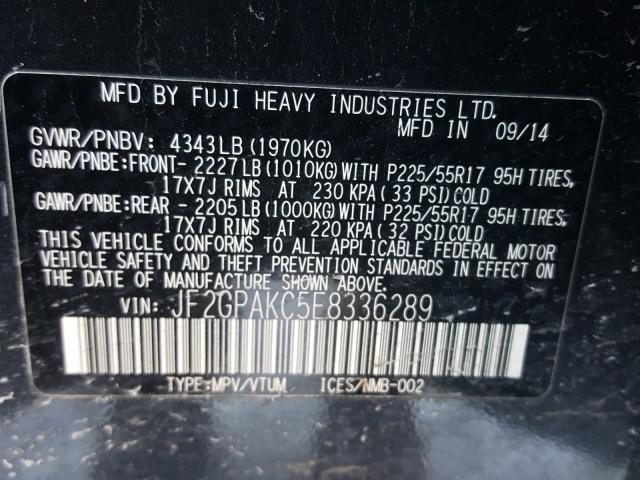 MFD BY FUJI HEAVY INDUSTRIES LTD.
MFD IN 09/14
GVWR/PNBV: 4343LB (1970KG)
GAWR/PNBE:FRONT- 2227LB(1010KG)WITH P225/55R17 95H TIRES,
17X7J RIMS AT 230 KPA( 33 PSI)COLD
GAWR/PNBE:REAR - 2205LB(1000KG)WITH P225/55R17 95H TIRES,
17X7J RIMS AT 220 KPA( 32 PSI)COLD
THIS VEHICLE CONFORMS TO ALL APPLICABLE FEDERAL MOTOR
VEHICLE SAFETY AND THEFT PREVENTION STANDARDS IN EFFECT ON
THE DATE OF MANUFACTURE SHOWN ABOVE.
VIN: JF2GPAKC5E8336289
TYPE:MPV/VTUM ICES/NMB-002